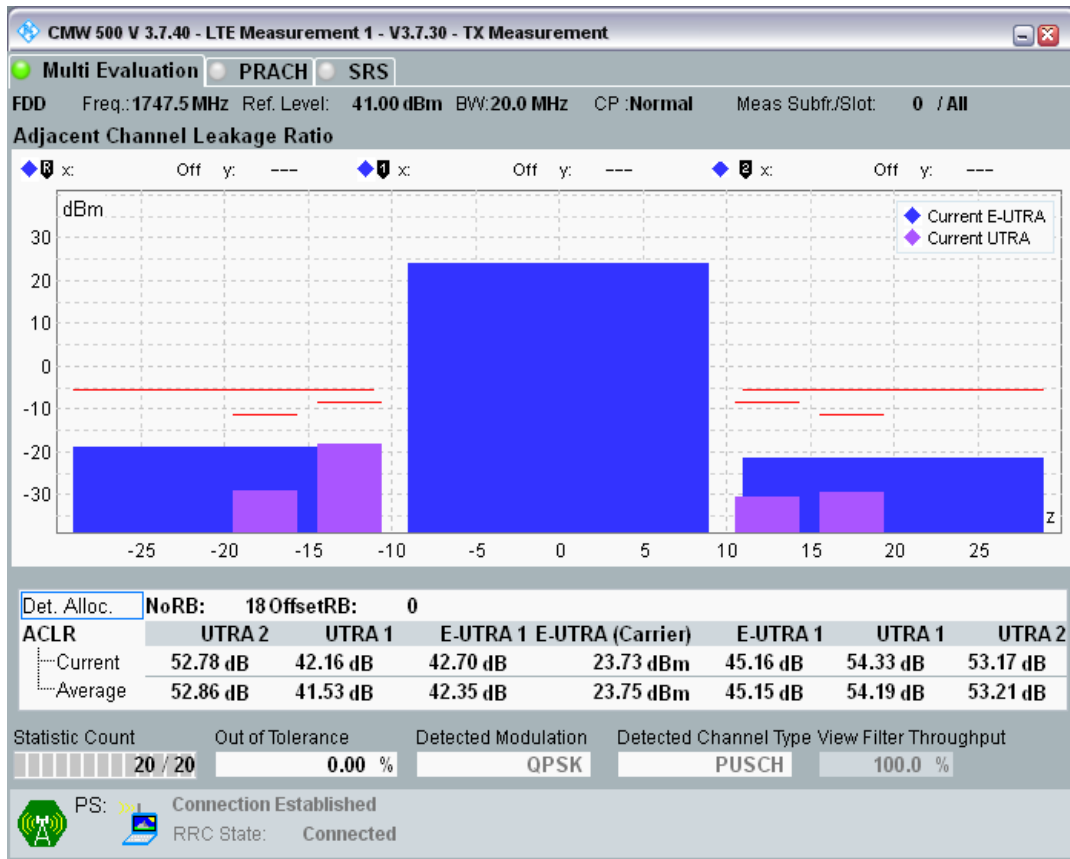 CMW 500 V 3.7.40 - LTE Measurement 1 - V3.7.30 - TX Measurement
Multi Evaluation PRACH SRS
FDD Freq.:1747.5 MHz Ref. Level: 41.00 dBm BW:20.0 MHz CP :Normal Meas Subfr./Slot: 0 / All
Adjacent Channel Leakage Ratio
R x: Off y: --- 1 x: Off y: --- 2 x: Off y: ---
dBm
Current E-UTRA
Current UTRA
30
20
10
0
-10
-20
-30
z
-25 -20 -15 -10 -5 0 5 10 15 20 25
Det. Alloc. NoRB: 18 OffsetRB: 0
ACLR UTRA 2 UTRA 1 E-UTRA 1 E-UTRA (Carrier) E-UTRA 1 UTRA 1 UTRA 2
Current 52.78 dB 42.16 dB 42.70 dB 23.73 dBm 45.16 dB 54.33 dB 53.17 dB
Average 52.86 dB 41.53 dB 42.35 dB 23.75 dBm 45.15 dB 54.19 dB 53.21 dB
Statistic Count Out of Tolerance Detected Modulation Detected Channel Type View Filter Throughput
20 / 20 0.00 % QPSK PUSCH 100.0 %
PS: Connection Established
RRC State: Connected